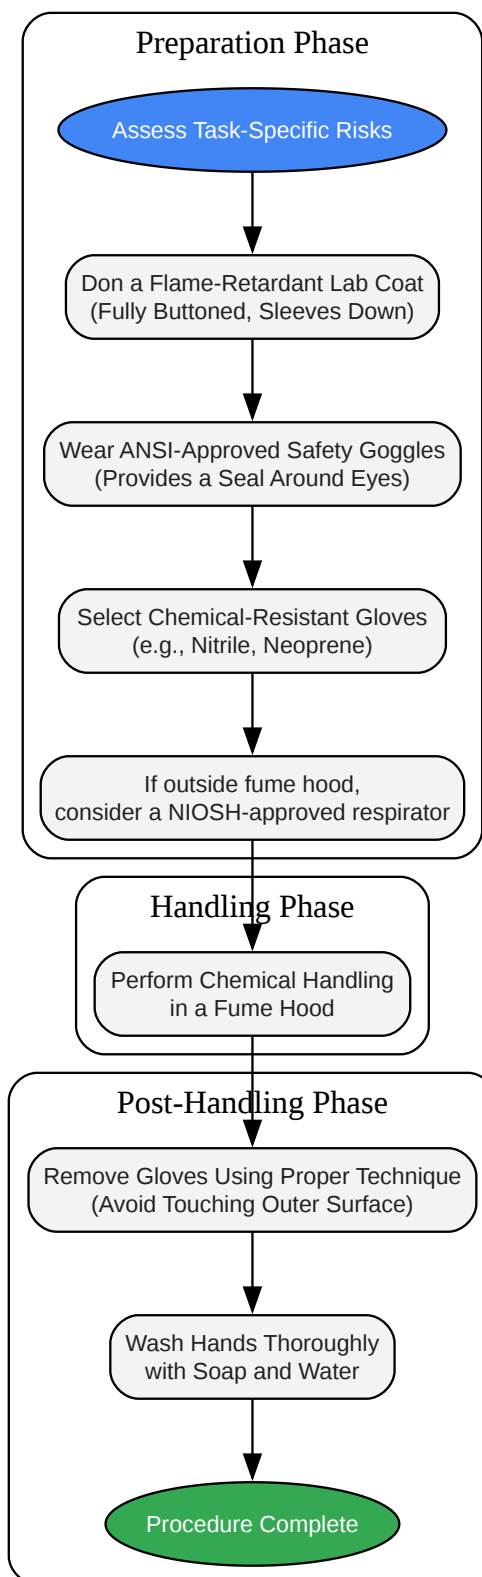 Preparation Phase
Assess Task-Specific Risks
Don a Flame-Retardant Lab Coat
(Fully Buttoned, Sleeves Down)
Wear ANSI-Approved Safety Goggles
(Provides a Seal Around Eyes)
Select Chemical-Resistant Gloves
(e.g., Nitrile, Neoprene)
If outside fume hood,
consider a NIOSH-approved respirator
Handling Phase
Perform Chemical Handling
in a Fume Hood
Post-Handling Phase
Remove Gloves Using Proper Technique
(Avoid Touching Outer Surface)
Wash Hands Thoroughly
with Soap and Water
Procedure Complete